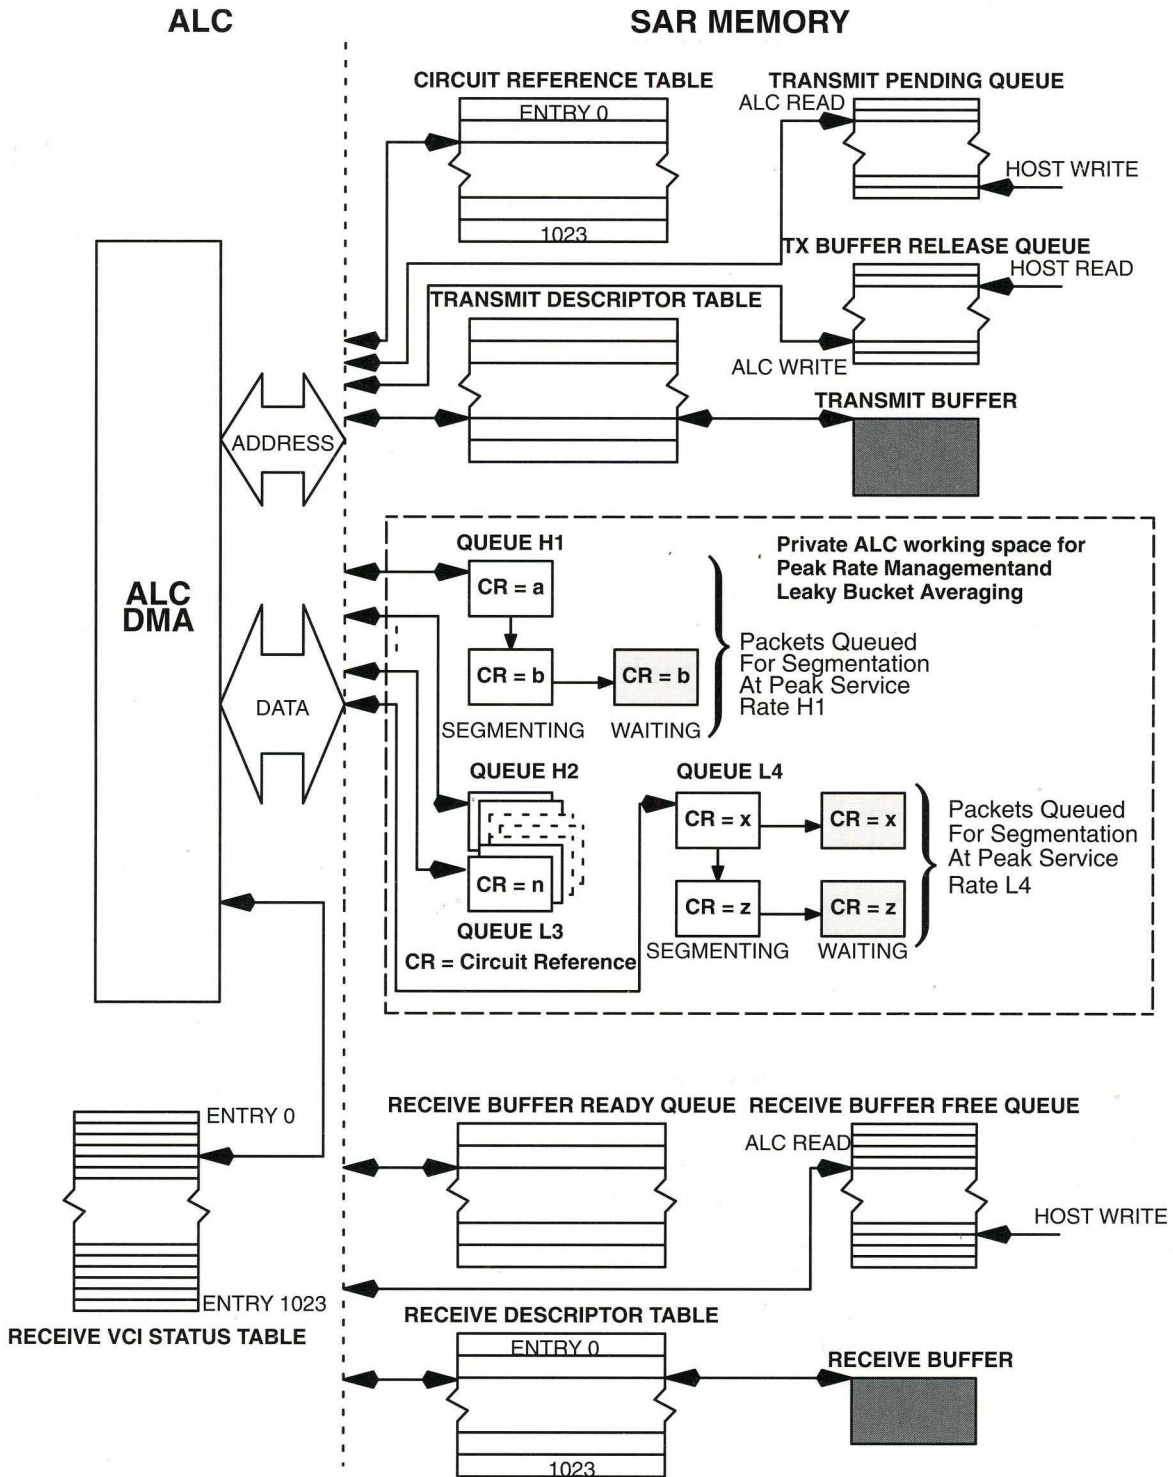 ALC
SAR MEMORY
CIRCUIT REFERENCE TABLE
TRANSMIT PENDING QUEUE
ENTRY 0
ALC READ
HOST WRITE
1023
TX BUFFER RELEASE QUEUE
HOST READ
TRANSMIT DESCRIPTOR TABLE
ALC WRITE
TRANSMIT BUFFER
ADDRESS
ALC
DMA
DATA
QUEUE H1
Private ALC working space for
Peak Rate Managementand
Leaky Bucket Averaging
CR = a
CR = b
CR = b
Packets Queued
For Segmentation
At Peak Service
Rate H1
SEGMENTING
WAITING
QUEUE H2
QUEUE L4
CR = x
CR = x
Packets Queued
For Segmentation
At Peak Service
Rate L4
CR = n
CR = z
CR = z
QUEUE L3
SEGMENTING
WAITING
CR = Circuit Reference
RECEIVE BUFFER READY QUEUE
RECEIVE BUFFER FREE QUEUE
ENTRY 0
ALC READ
HOST WRITE
ENTRY 1023
RECEIVE VCI STATUS TABLE
RECEIVE DESCRIPTOR TABLE
ENTRY 0
RECEIVE BUFFER
1023